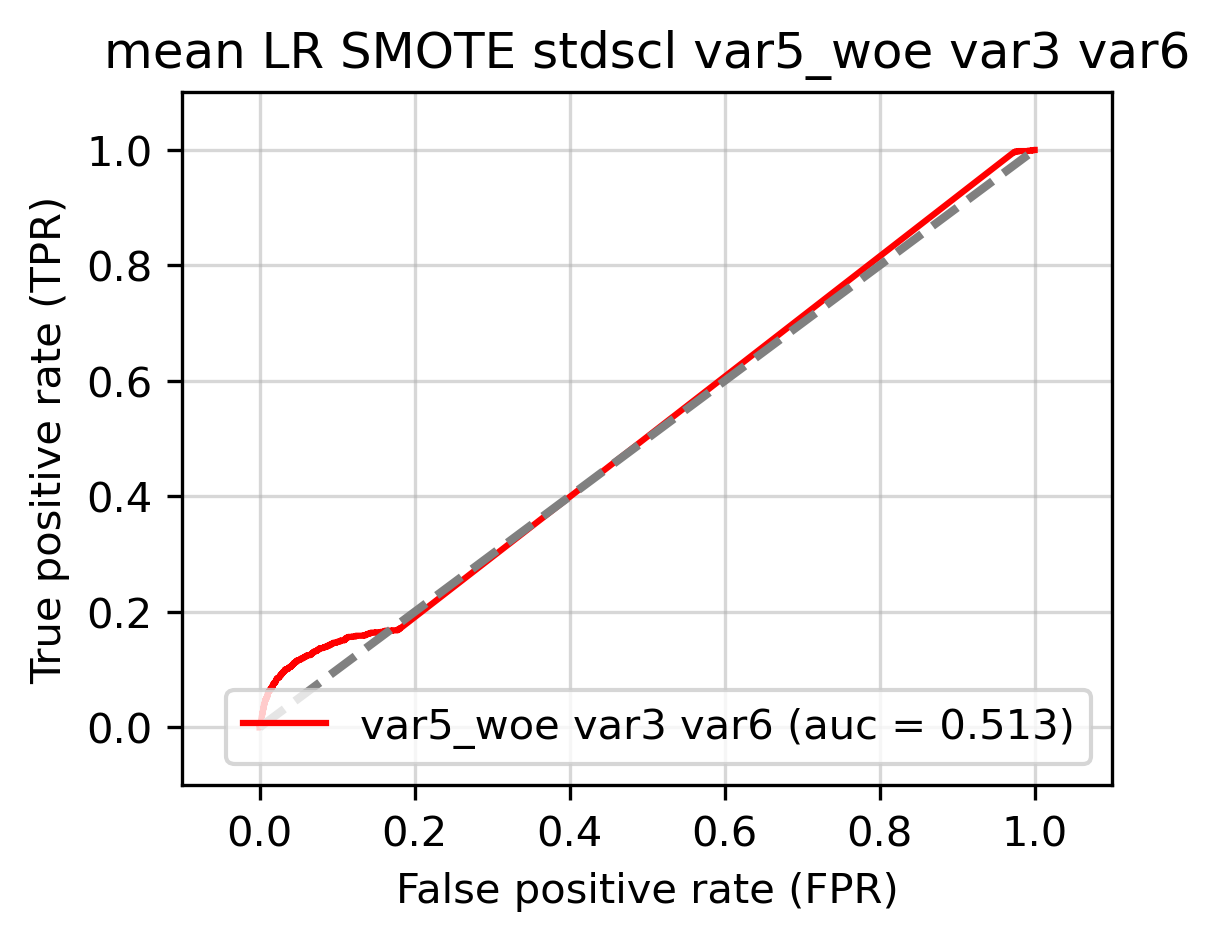 mean LR SMOTE stdscl var5_woe var3 var6
True positive rate (TPR)
1.0
0.8
0.6
0.4
0.2
0.0
var5_woe var3 var6 (auc = 0.513)
0.0 0.2 0.4 0.6 0.8 1.0
False positive rate (FPR)